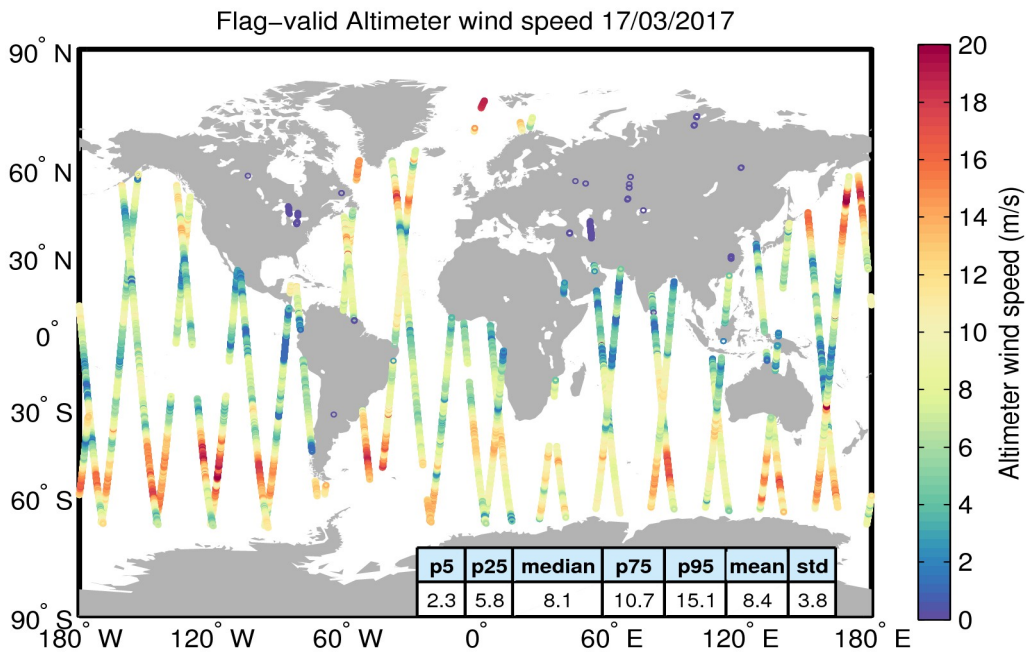 Flag−valid Altimeter wind speed 17/03/2017
90° N
60° N
30° N
0°
30° S
60° S
90° S
180° W
120° W
60° W
0°
60° E
120° E
180° E
p5 p25 median p75 p95 mean std
2.3 5.8 8.1 10.7 15.1 8.4 3.8
20
18
16
14
12
10
8
6
4
2
0
Altimeter wind speed (m/s)